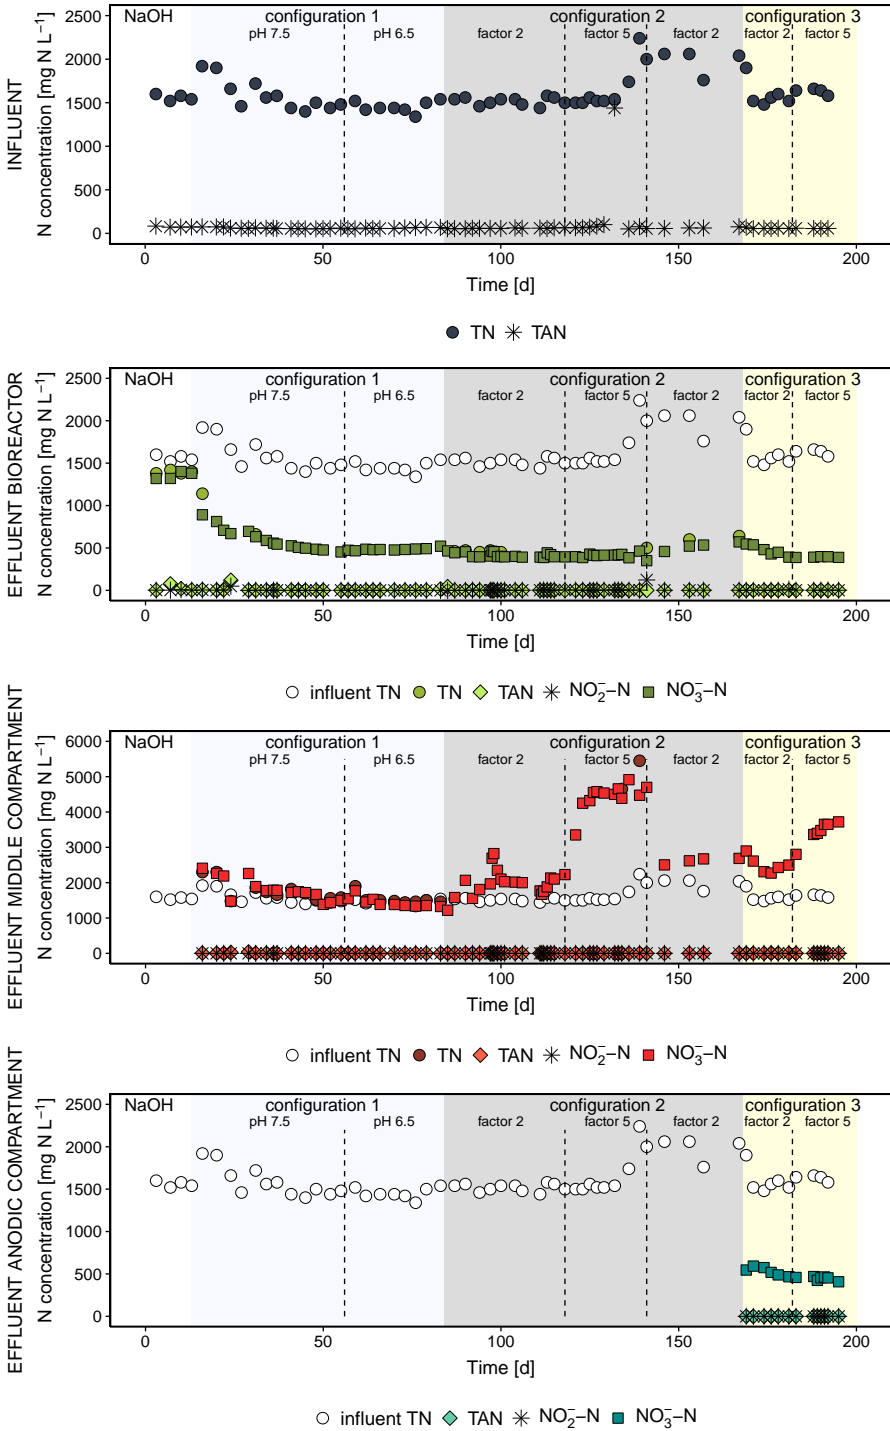 INFLUENT
N concentration [mg N L⁻¹]
NaOH configuration 1 configuration 2 configuration 3
pH 7.5 pH 6.5 factor 2 factor 5 factor 2 factor 2 factor 5
2500
2000
1500
1000
500
0
0 50 100 150 200
Time [d]
TN TAN
EFFLUENT BIOREACTOR
N concentration [mg N L⁻¹]
NaOH configuration 1 configuration 2 configuration 3
pH 7.5 pH 6.5 factor 2 factor 5 factor 2 factor 2 factor 5
2500
2000
1500
1000
500
0
influent TN TN TAN NO₂⁻−N NO₃⁻−N
EFFLUENT MIDDLE COMPARTMENT
N concentration [mg N L⁻¹]
NaOH configuration 1 configuration 2 configuration 3
pH 7.5 pH 6.5 factor 2 factor 5 factor 2 factor 2 factor 5
6000
5000
4000
3000
2000
1000
0
0 50 100 150 200
Time [d]
influent TN TN TAN NO₂⁻−N NO₃⁻−N
EFFLUENT ANODIC COMPARTMENT
N concentration [mg N L⁻¹]
NaOH configuration 1 configuration 2 configuration 3
pH 7.5 pH 6.5 factor 2 factor 5 factor 2 factor 2 factor 5
2500
2000
1500
1000
500
0
0 50 100 150 200
Time [d]
influent TN TAN NO₂⁻−N NO₃⁻−N